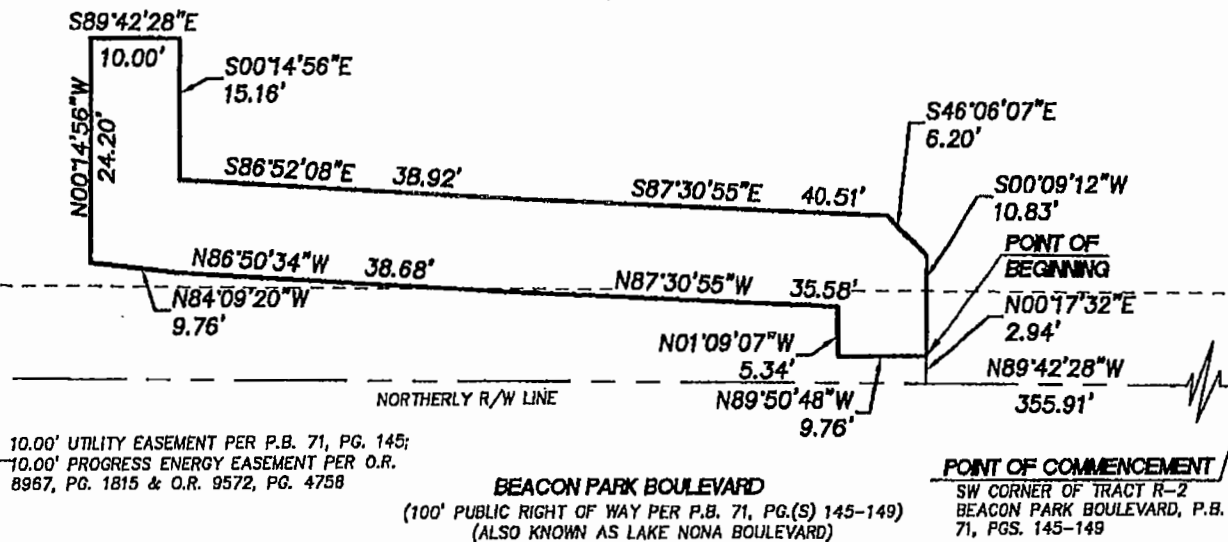 S89°42'28"E
10.00'
S00°14'56"E
15.16'
N00°14'56"W
24.20'
S86°52'08"E 38.92'
S87°30'55"E 40.51'
S46°06'07"E
6.20'
S00°09'12"W
10.83'
POINT OF
BEGINNING
N86°50'34"W 38.68'
N84°09'20"W
9.76'
N87°30'55"W 35.58'
N00°17'32"E
2.94'
N01°09'07"W
5.34'
N89°50'48"W
9.76'
N89°42'28"W
355.91'
NORTHERLY R/W LINE
10.00' UTILITY EASEMENT PER P.B. 71, PG. 145;
10.00' PROGRESS ENERGY EASEMENT PER O.R.
8967, PG. 1815 & O.R. 9572, PG. 4758
BEACON PARK BOULEVARD
(100' PUBLIC RIGHT OF WAY PER P.B. 71, PG.(S) 145-149)
(ALSO KNOWN AS LAKE NONA BOULEVARD)
POINT OF COMMENCEMENT
SW CORNER OF TRACT R-2
BEACON PARK BOULEVARD, P.B.
71, PGS. 145-149